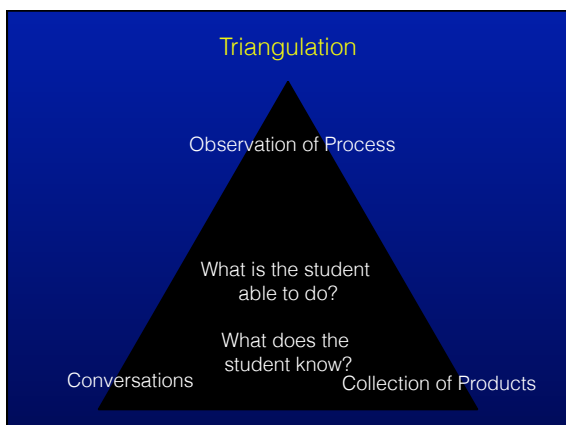 Triangulation
Observation of Process
What is the student
able to do?
What does the
student know?
Conversations
Collection of Products